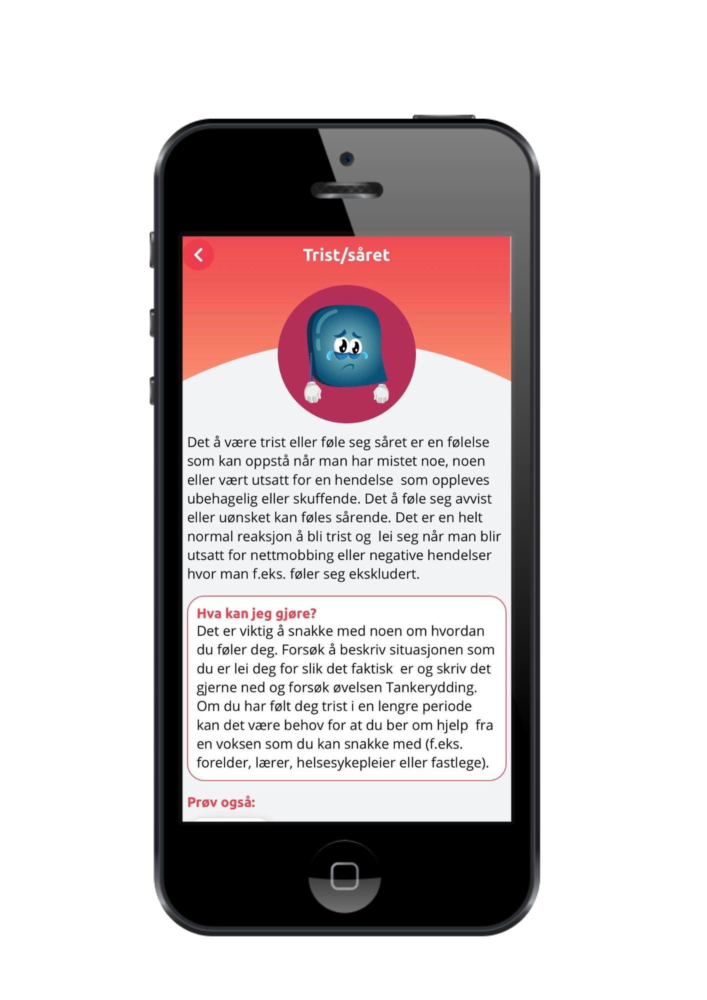 Trist/såret
Det å være trist eller føle seg såret er en følelse
som kan oppstå når man har mistet noe, noen
eller vært utsatt for en hendelse  som oppleves
ubehagelig eller skuffende. Det å føle seg avvist
eller uønsket kan føles sårende. Det er en helt
normal reaksjon å bli trist og  lei seg når man blir
utsatt for nettmobbing eller negative hendelser
hvor man f.eks. føler seg ekskludert.
Hva kan jeg gjøre?
Det er viktig å snakke med noen om hvordan
du føler deg. Forsøk å beskriv situasjonen som
du er lei deg for slik det faktisk  er og skriv det
gjerne ned og forsøk øvelsen Tankerydding.
Om du har følt deg trist i en lengre periode
kan det være behov for at du ber om hjelp  fra
en voksen som du kan snakke med (f.eks.
forelder, lærer, helsesykepleier eller fastlege).
Prøv også: